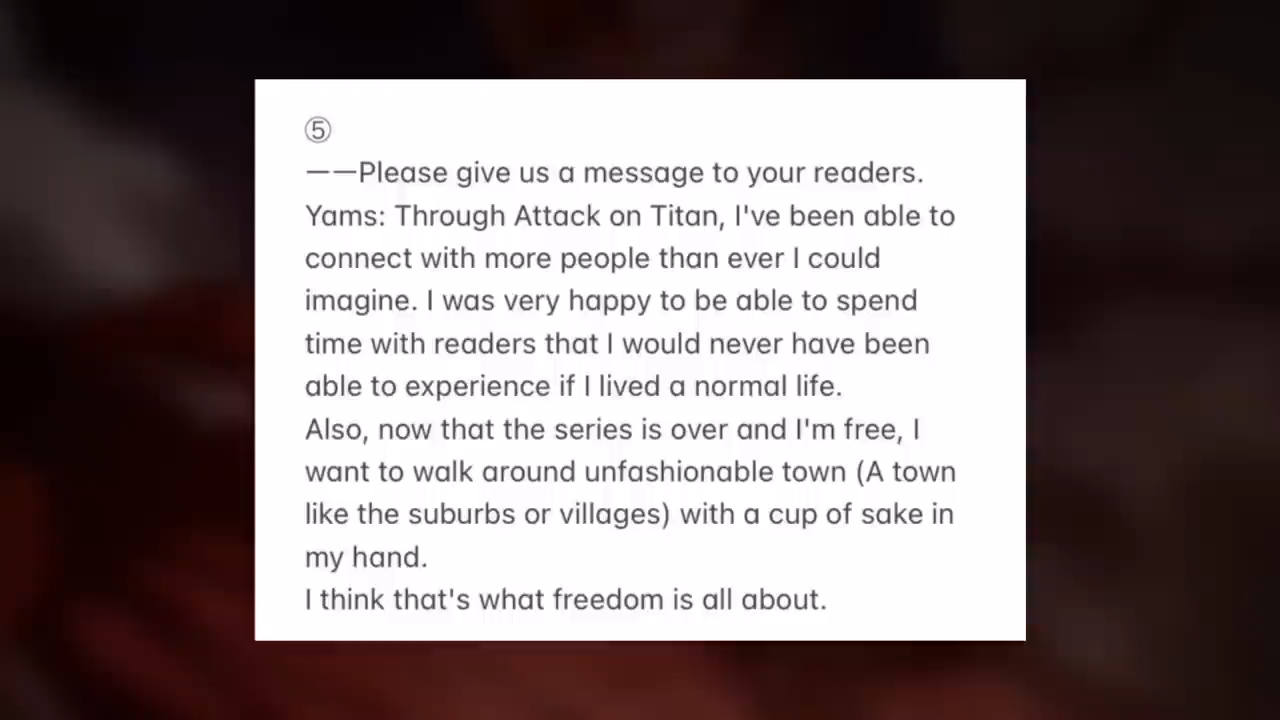 ⑤
——Please give us a message to your readers.
Yams: Through Attack on Titan, I've been able to
connect with more people than ever I could
imagine. I was very happy to be able to spend
time with readers that I would never have been
able to experience if I lived a normal life.
Also, now that the series is over and I'm free, I
want to walk around unfashionable town (A town
like the suburbs or villages) with a cup of sake in
my hand.
I think that's what freedom is all about.